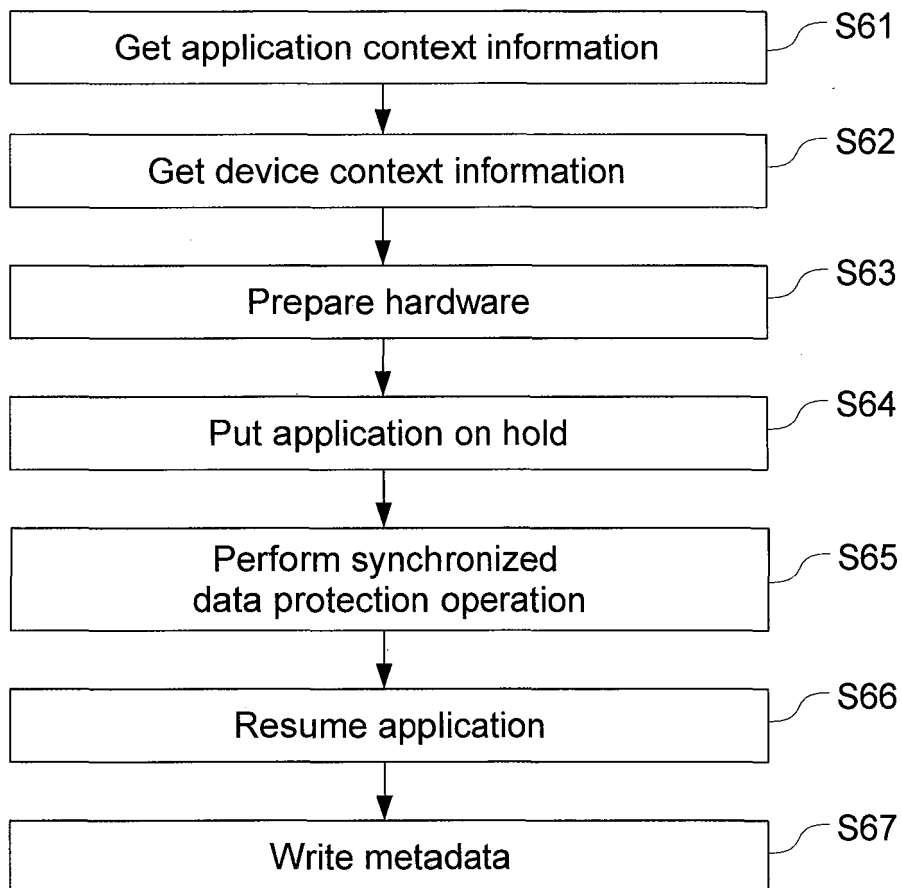 Get application context information
S61
Get device context information
S62
Prepare hardware
S63
Put application on hold
S64
Perform synchronized
data protection operation
S65
Resume application
S66
Write metadata
S67